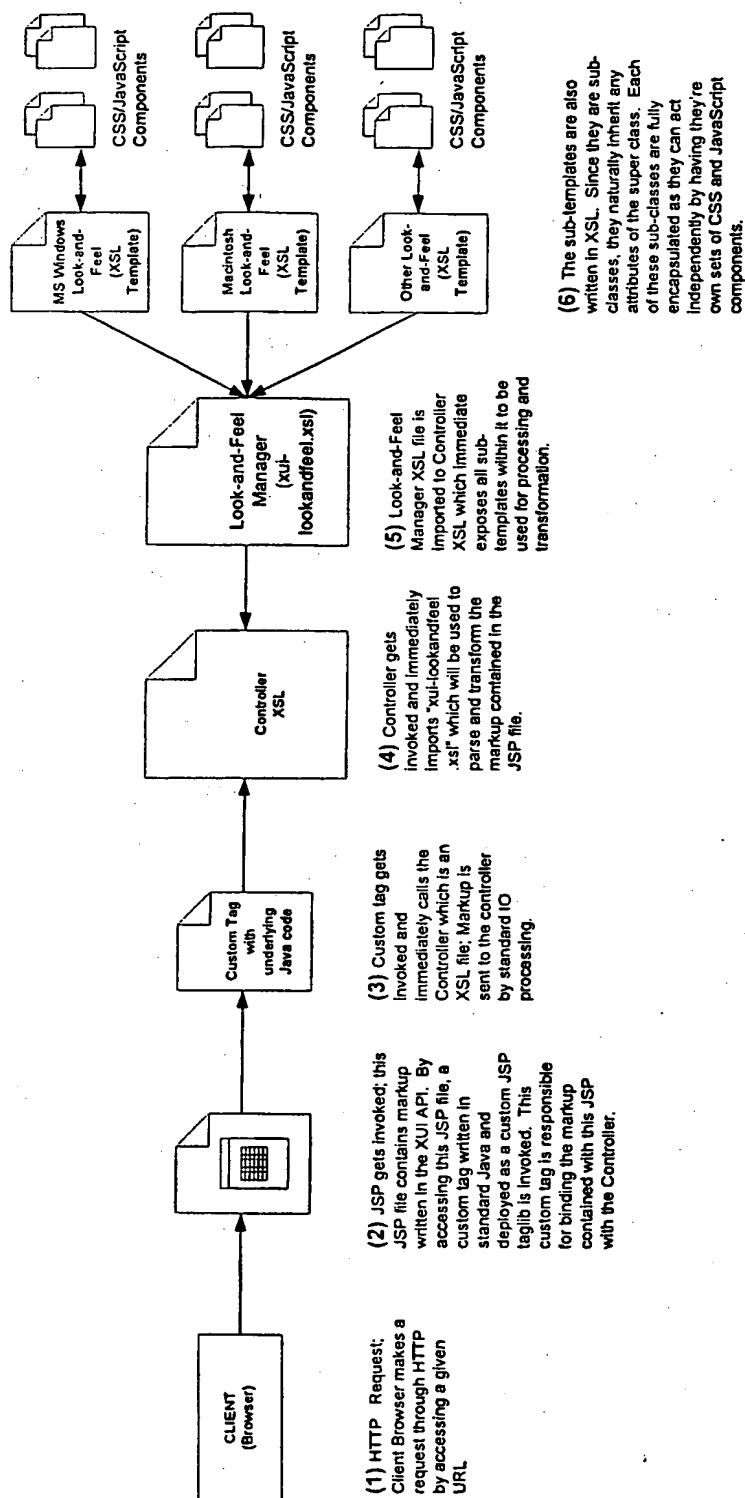 CLIENT
(Browser)
Custom Tag
with
underlying
Java code
Controller
XSL
Look-and-Feel
Manager
(xui-
lookandfeel.xsl)
MS Windows
Look-and-
Feel
(XSL
Template)
Macintosh
Look-and-
Feel
(XSL
Template)
Other Look-
and-Feel
(XSL
Template)
CSS/JavaScript
Components
CSS/JavaScript
Components
CSS/JavaScript
Components
(1) HTTP Request;
Client Browser makes a
request through HTTP
by accessing a given
URL
(2) JSP gets invoked; this
JSP file contains markup
written in the XUI API. By
accessing this JSP file, a
custom tag written in
standard Java and
deployed as a custom JSP
taglib is invoked. This
custom tag is responsible
for binding the markup
contained with this JSP
with the Controller.
(3) Custom tag gets
invoked and
immediately calls the
Controller which is an
XSL file; Markup is
sent to the controller
by standard IO
processing.
(4) Controller gets
invoked and immediately
imports "xui-lookandfeel
.xsl" which will be used to
parse and transform the
markup contained in the
JSP file.
(5) Look-and-Feel
Manager XSL file is
imported to Controller
XSL which immediate
exposes all sub-
templates within it to be
used for processing and
transformation.
(6) The sub-templates are also
written in XSL. Since they are sub-
classes, they naturally inherit any
attributes of the super class. Each
of these sub-classes are fully
encapsulated as they can act
independently by having they're
own sets of CSS and JavaScript
components.